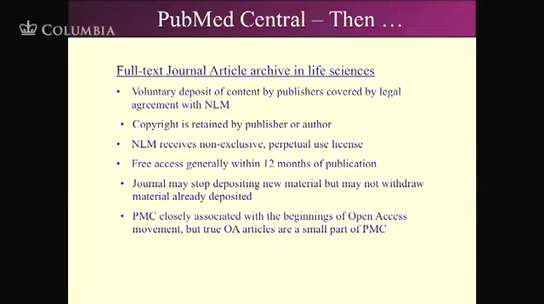 COLUMBIA
PubMed Central – Then …
Full-text Journal Article archive in life sciences
• Voluntary deposit of content by publishers covered by legal
agreement with NLM
• Copyright is retained by publisher or author
• NLM receives non-exclusive, perpetual use license
• Free access generally within 12 months of publication
• Journal may stop depositing new material but may not withdraw
material already deposited
• PMC closely associated with the beginnings of Open Access
movement, but true OA articles are a small part of PMC